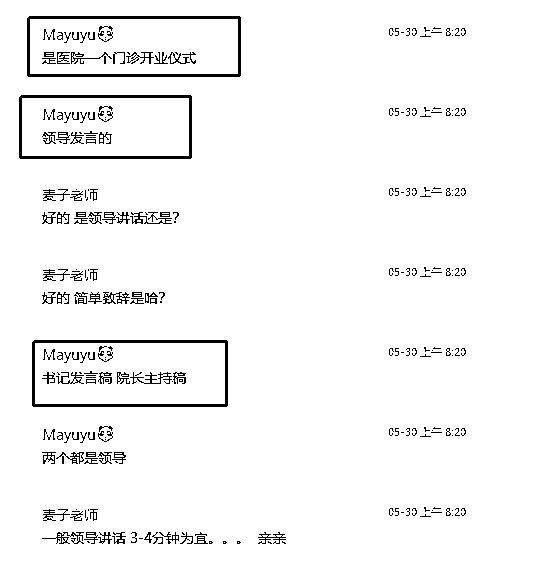 Mayuyu🐼 05-30 上午 8:20
是医院一个门诊开业仪式
Mayuyu🐼 05-30 上午 8:20
领导发言的
麦子老师 05-30 上午 8:20
好的 是领导讲话还是?
麦子老师 05-30 上午 8:20
好的 简单致辞是哈?
Mayuyu🐼 05-30 上午 8:20
书记发言稿 院长主持稿
Mayuyu🐼 05-30 上午 8:20
两个都是领导
麦子老师 05-30 上午 8:20
一般领导讲话 3-4分钟为宜。。。 亲亲